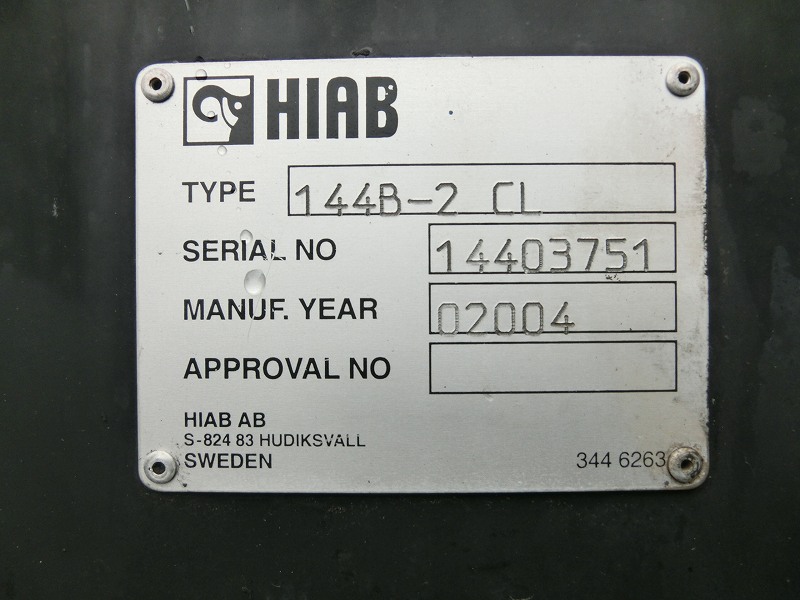 HIAB
TYPE 144B-2 CL
SERIAL NO 14403751
MANUF. YEAR 02004
APPROVAL NO
HIAB AB
S-824 83 HUDIKSVALL
SWEDEN 344 6263